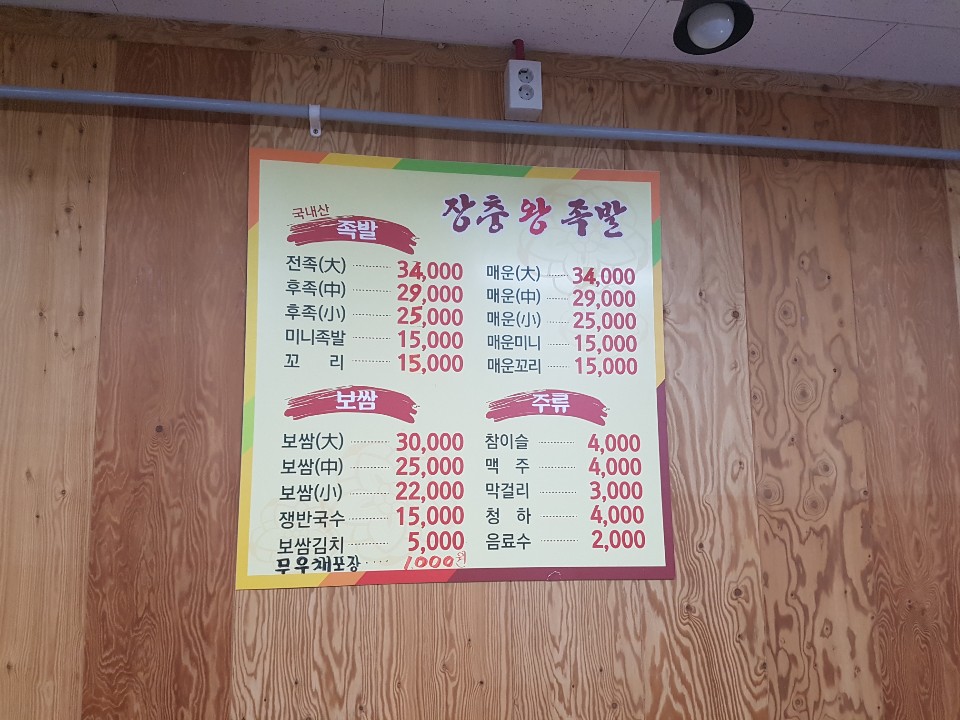 장충 왕 족발
국내산
족발
전족(大) 34,000
후족(中) 29,000
후족(小) 25,000
미니족발 15,000
꼬 리 15,000
매운(大) 34,000
매운(中) 29,000
매운(小) 25,000
매운미니 15,000
매운꼬리 15,000
보쌈
보쌈(大) 30,000
보쌈(中) 25,000
보쌈(小) 22,000
쟁반국수 15,000
보쌈김치 5,000
무우채포장 1000원
주류
참이슬 4,000
맥 주 4,000
막걸리 3,000
청 하 4,000
음료수 2,000